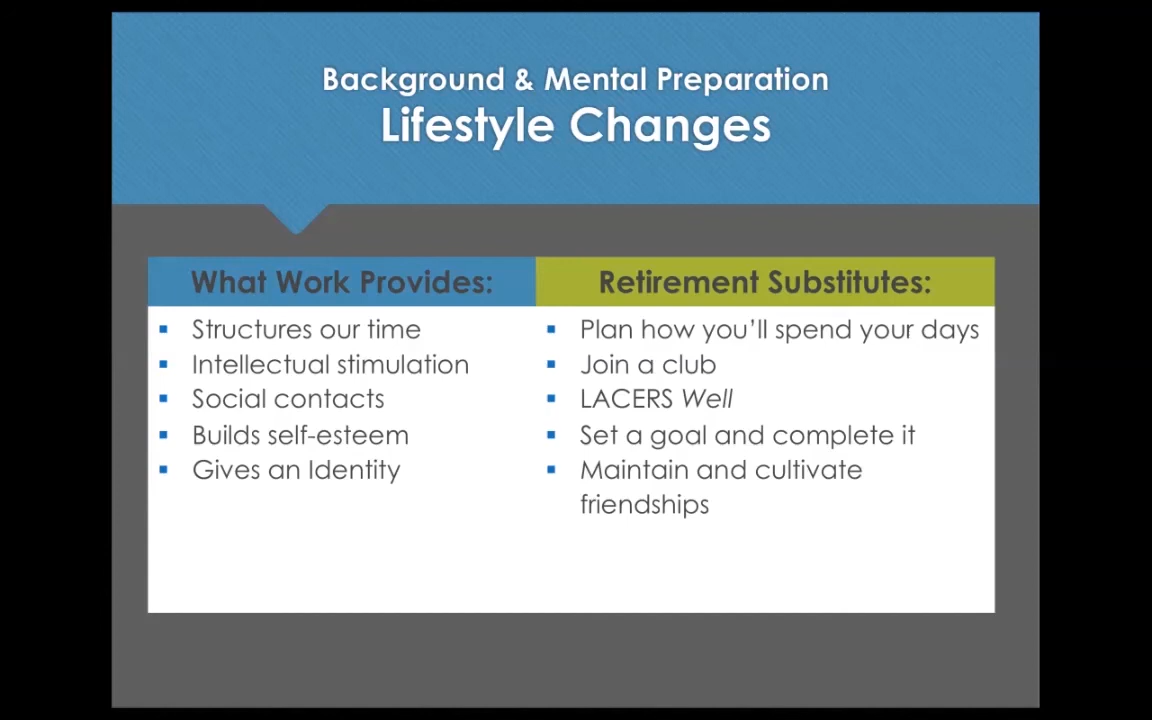 Background & Mental Preparation
Lifestyle Changes
What Work Provides:
Structures our time
Intellectual stimulation
Social contacts
Builds self-esteem
Gives an Identity
Retirement Substitutes:
Plan how you'll spend your days
Join a club
LACERS Well
Set a goal and complete it
Maintain and cultivate
friendships